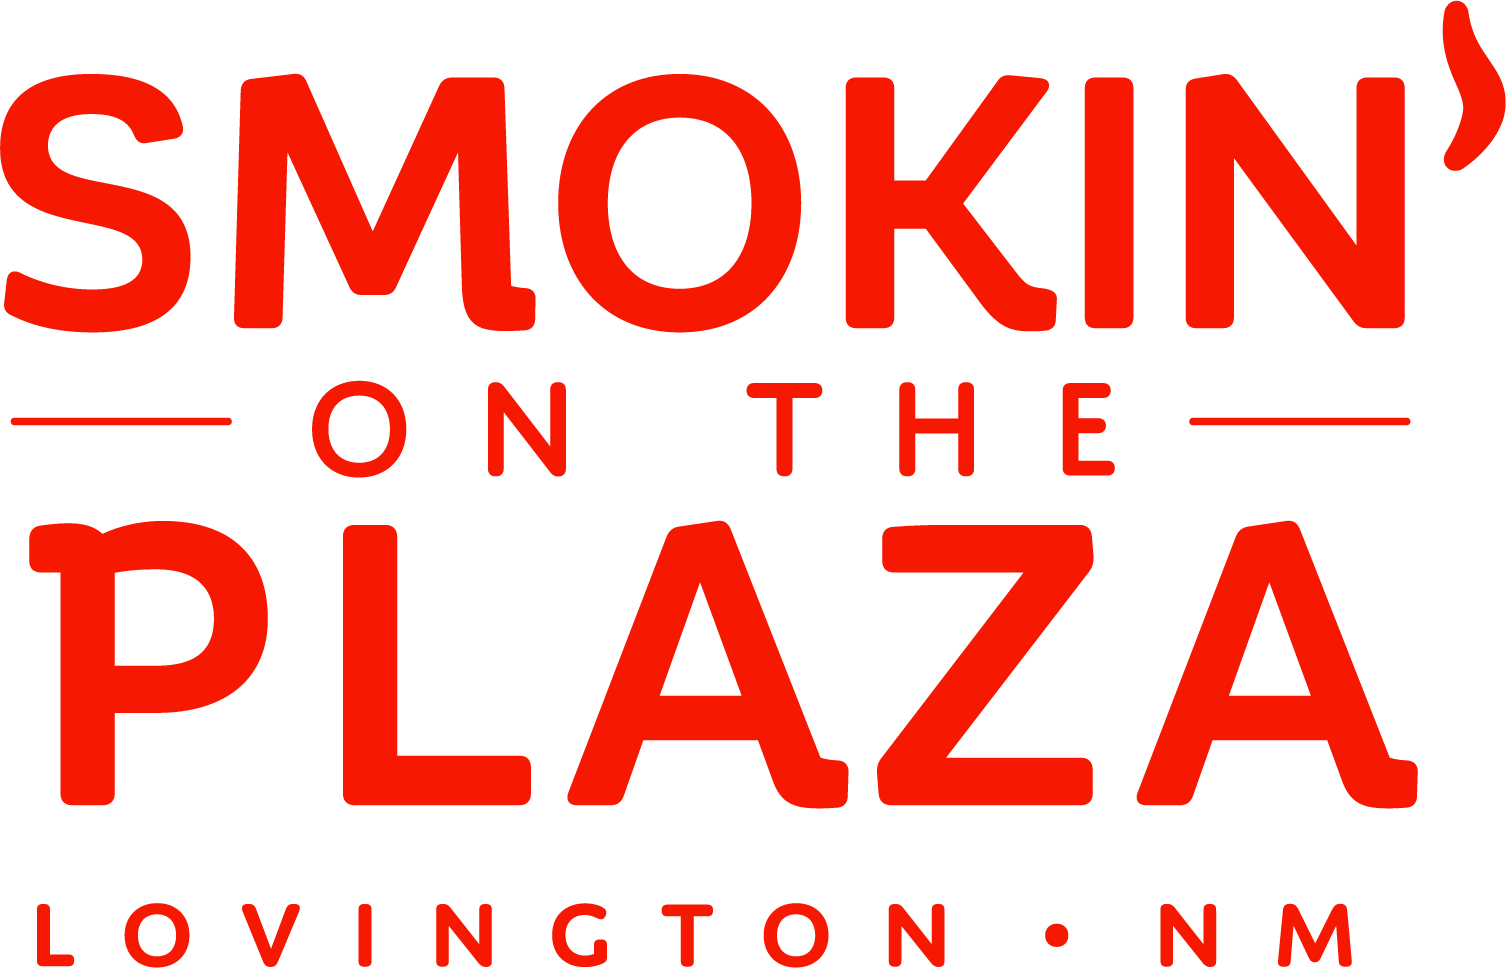 SMOKIN'
ON THE
PLAZA
LOVINGTON • NM